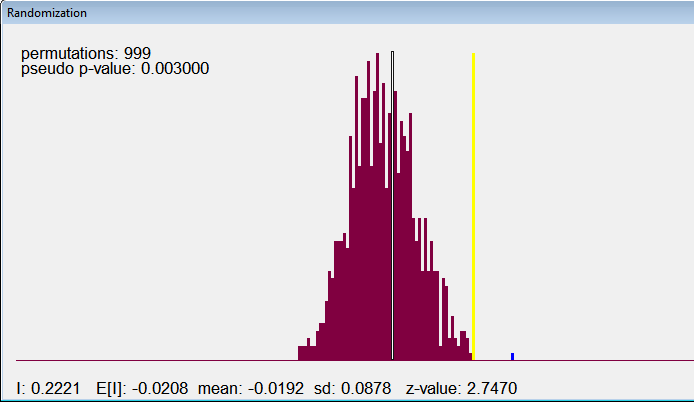 Randomization
permutations: 999
pseudo p-value: 0.003000
I: 0.2221 E[I]: -0.0208 mean: -0.0192 sd: 0.0878 z-value: 2.7470